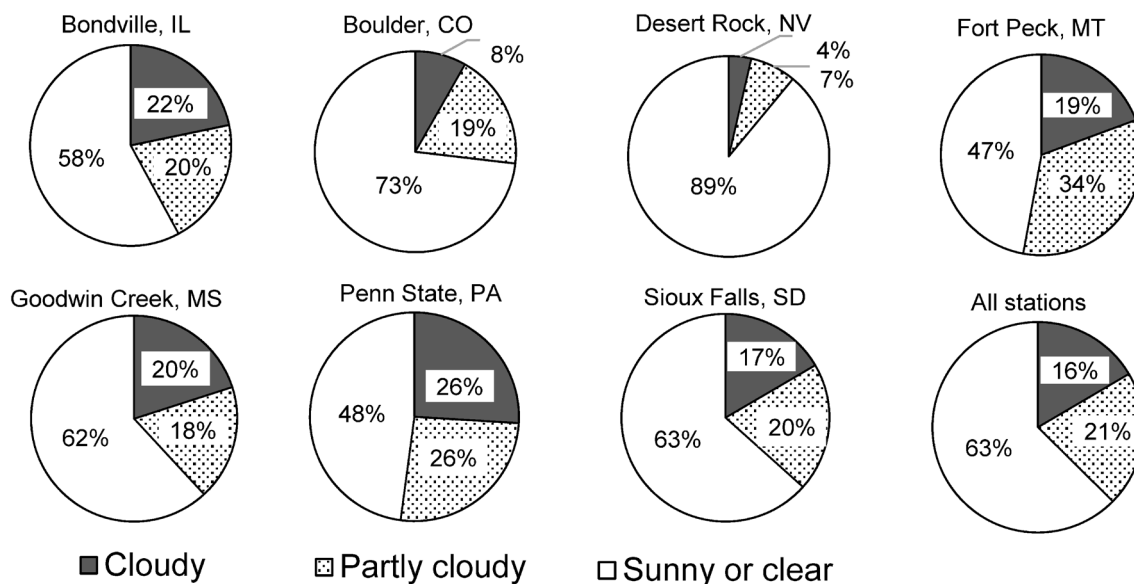 Bondville, IL
22%
20%
58%
Boulder, CO
8%
19%
73%
Desert Rock, NV
4%
7%
89%
Fort Peck, MT
19%
34%
47%
Goodwin Creek, MS
20%
18%
62%
Penn State, PA
26%
26%
48%
Sioux Falls, SD
17%
20%
63%
All stations
16%
21%
63%
Cloudy
Partly cloudy
Sunny or clear